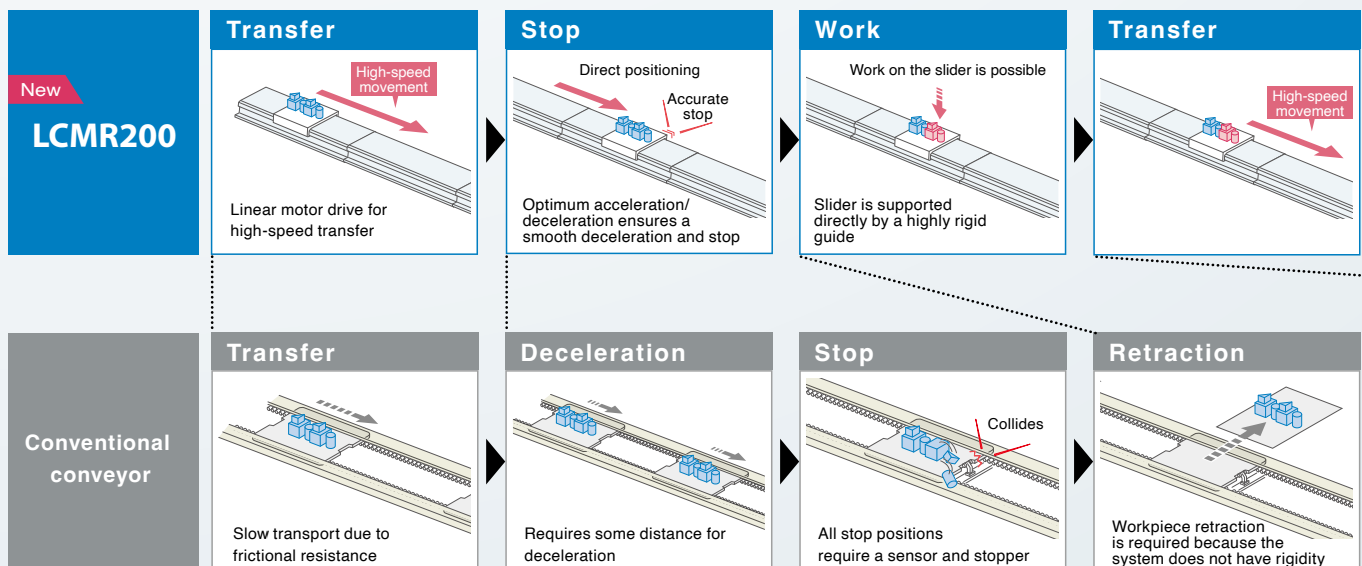 New
LCMR200
Transfer
High-speed
movement
Linear motor drive for
high-speed transfer
Stop
Direct positioning
Accurate
stop
Optimum acceleration/
deceleration ensures a
smooth deceleration and stop
Work
Work on the slider is possible
Slider is supported
directly by a highly rigid
guide
Transfer
High-speed
movement
Conventional
conveyor
Transfer
Slow transport due to
frictional resistance
Deceleration
Requires some distance for
deceleration
Stop
Collides
All stop positions
require a sensor and stopper
Retraction
Workpiece retraction
is required because the
system does not have rigidity